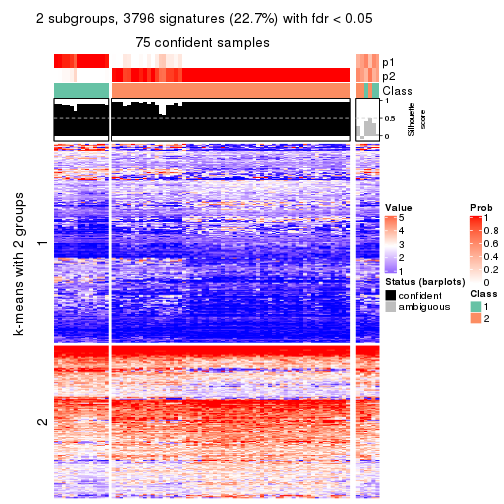 2 subgroups, 3796 signatures (22.7%) with fdr < 0.05
75 confident samples
p1
p2
Class
1
0.5
0
Silhouette
score
k-means with 2 groups
1
2
Value
5
4
3
2
1
Status (barplots)
confident
ambiguous
Prob
1
0.8
0.6
0.4
0.2
0
Class
1
2